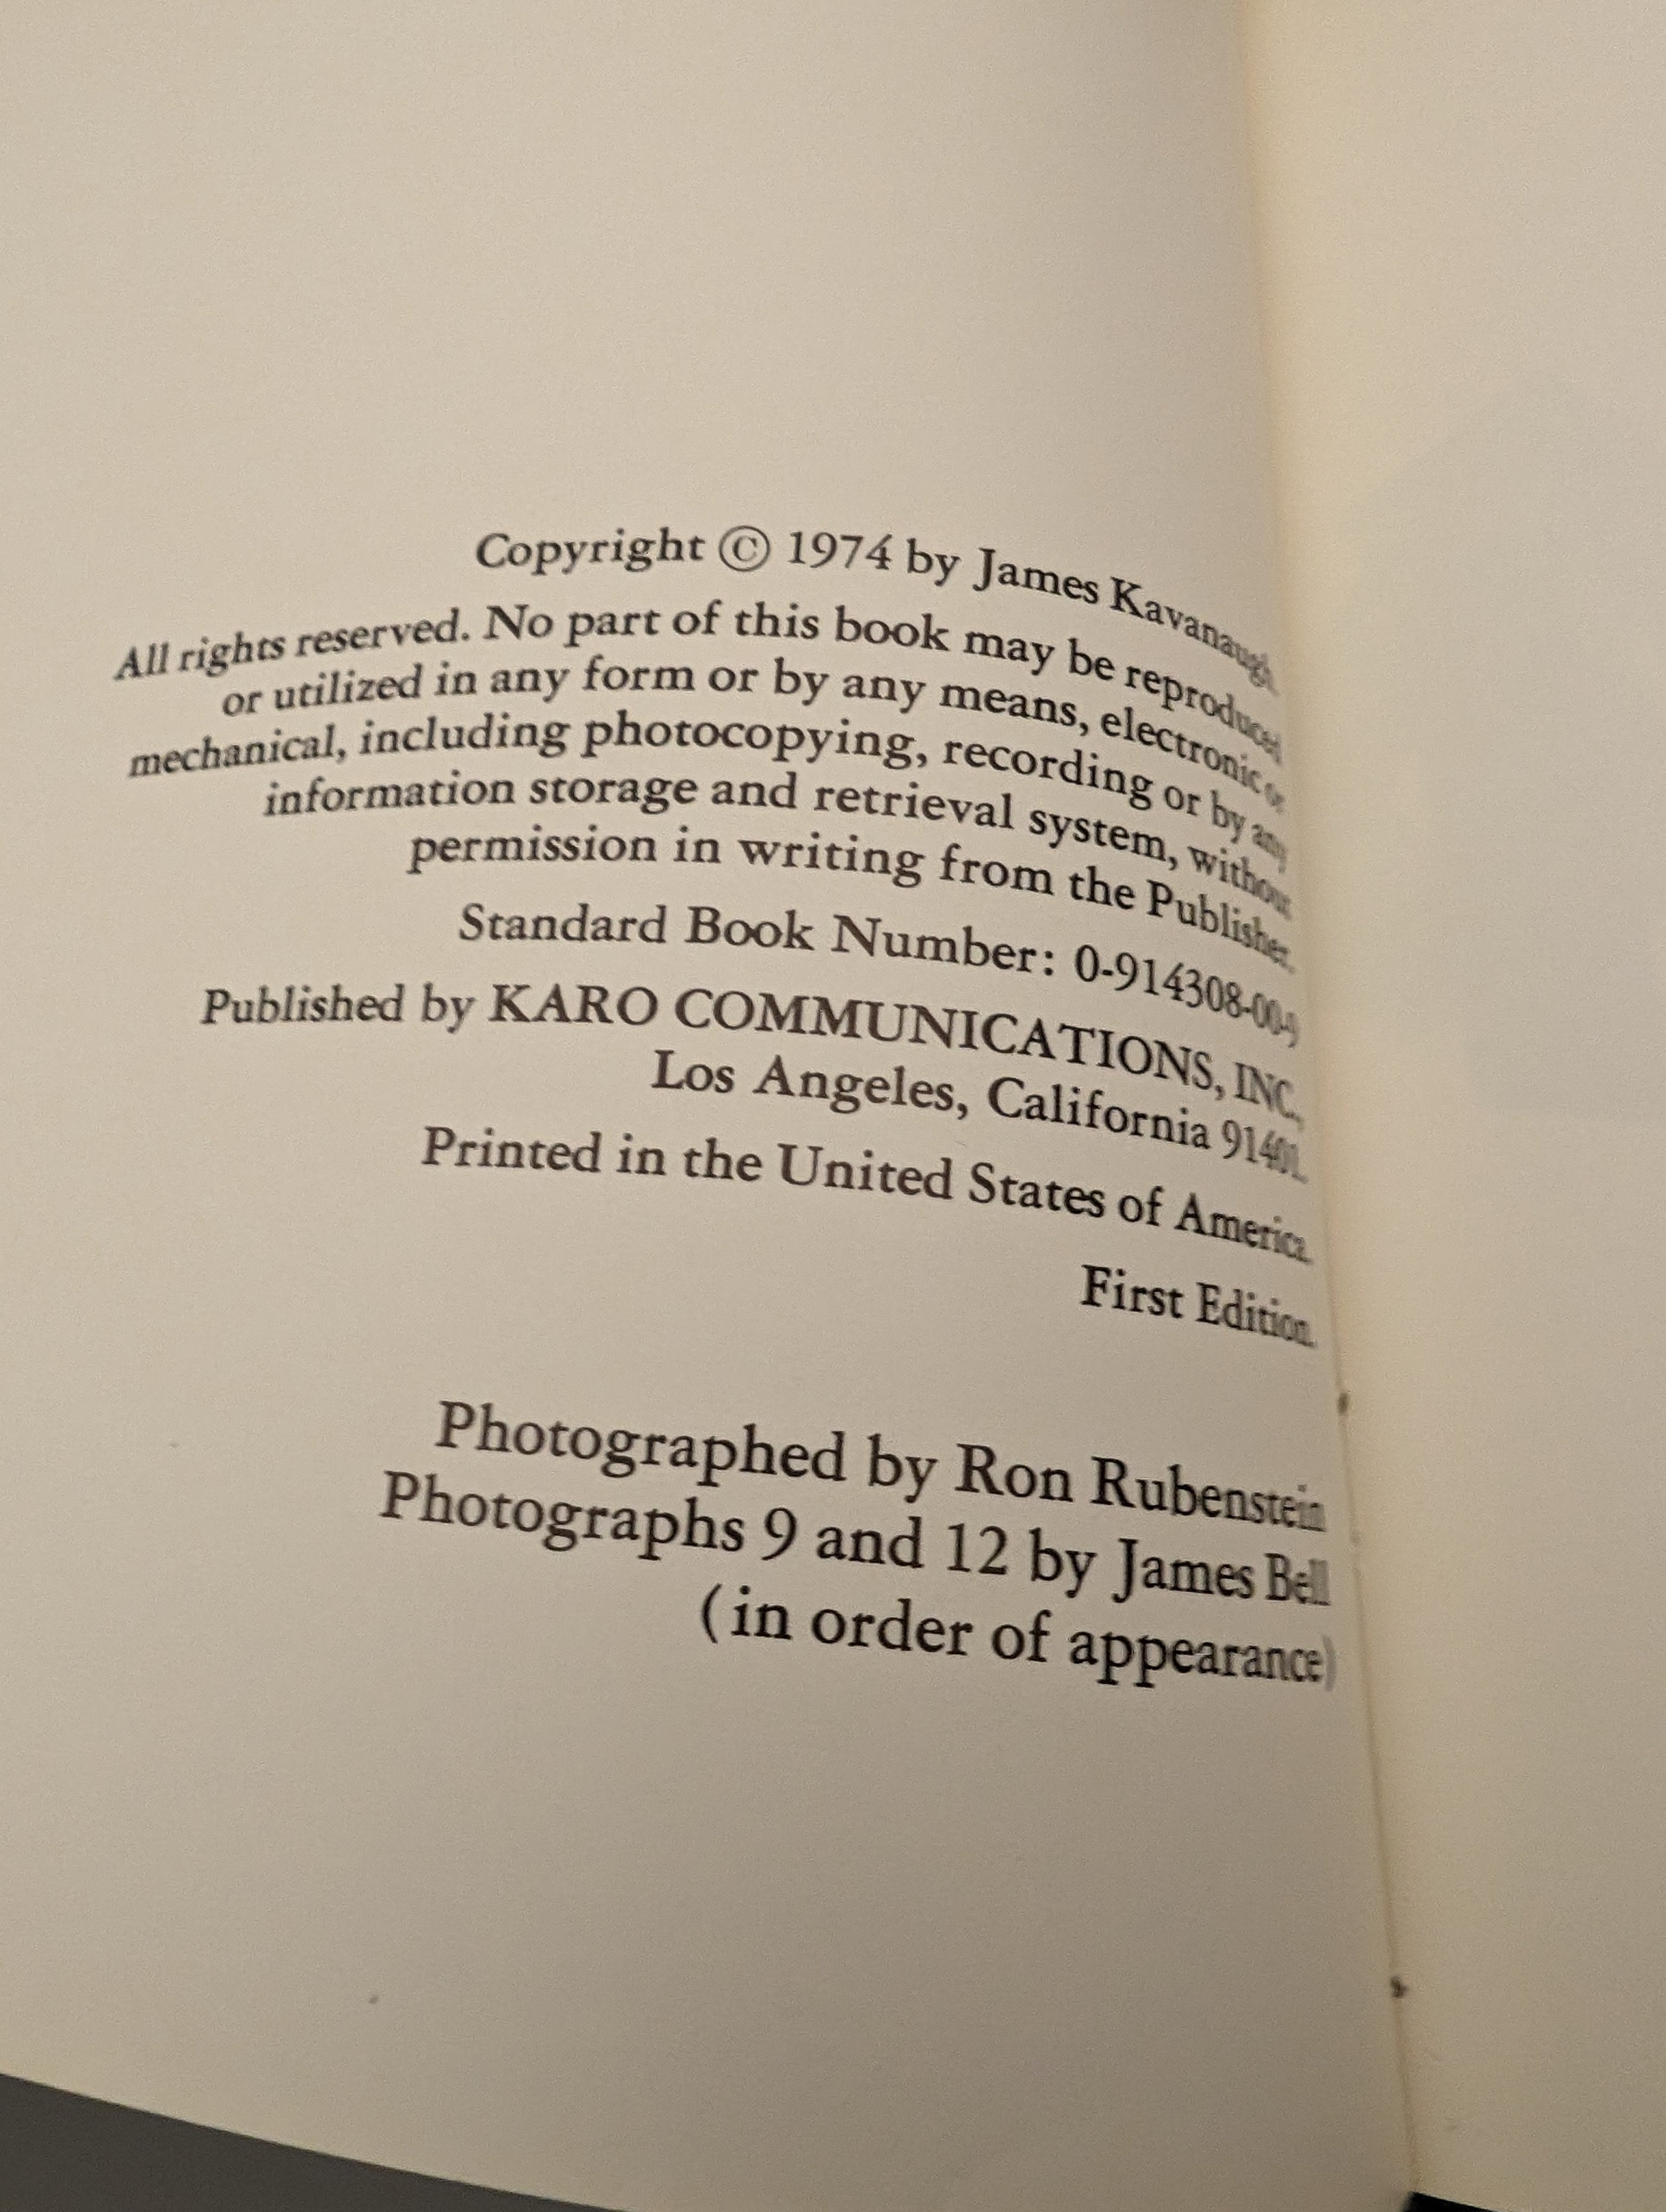 Copyright © 1974 by James Kavanaugh.
All rights reserved. No part of this book may be reproduced
or utilized in any form or by any means, electronic or
mechanical, including photocopying, recording or by any
information storage and retrieval system, without
permission in writing from the Publisher.
Standard Book Number: 0-914308-00-9
Published by KARO COMMUNICATIONS, INC.,
Los Angeles, California 91401.
Printed in the United States of America.
First Edition.
Photographed by Ron Rubenstein
Photographs 9 and 12 by James Bell
(in order of appearance)